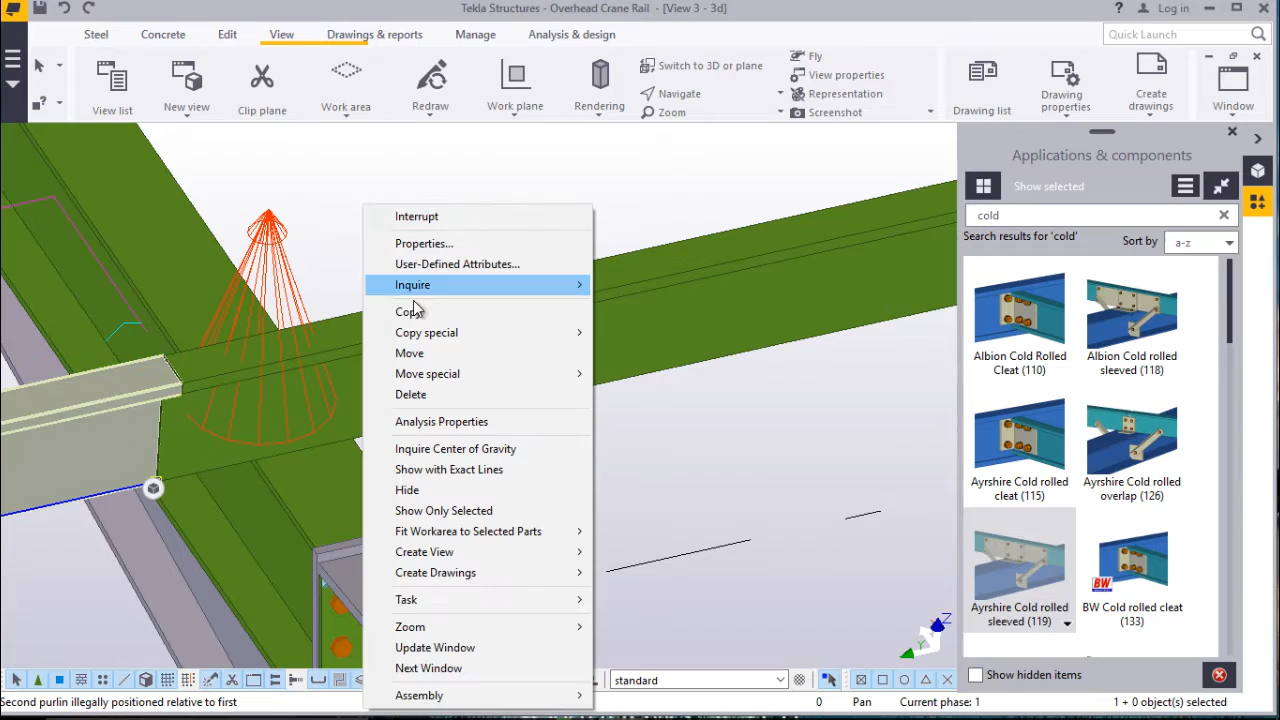 Tekla Structures - Overhead Crane Rail - [View 3 - 3d]
? Log in
Steel Concrete Edit View Drawings & reports Manage Analysis & design
Quick Launch
View list
New view
Clip plane
Work area
Redraw
Work plane
Rendering
Switch to 3D or plane
Navigate
Zoom
Fly
View properties
Representation
Screenshot
Drawing list
Drawing
properties
Create
drawings
Window
Interrupt
Properties...
User-Defined Attributes...
Inquire
Copy
Copy special
Move
Move special
Delete
Analysis Properties
Inquire Center of Gravity
Show with Exact Lines
Hide
Show Only Selected
Fit Workarea to Selected Parts
Create View
Create Drawings
Task
Zoom
Update Window
Next Window
Assembly
Applications & components
Show selected
cold
Search results for 'cold'
Sort by a-z
Albion Cold Rolled
Cleat (110)
Albion Cold rolled
sleeved (118)
Ayrshire Cold rolled
cleat (115)
Ayrshire Cold rolled
overlap (126)
Ayrshire Cold rolled
sleeved (119)
BW
BW Cold rolled cleat
(133)
Show hidden items
Z
Y
standard
Second purlin illegally positioned relative to first
0
Pan
Current phase: 1
1 + 0 object(s) selected